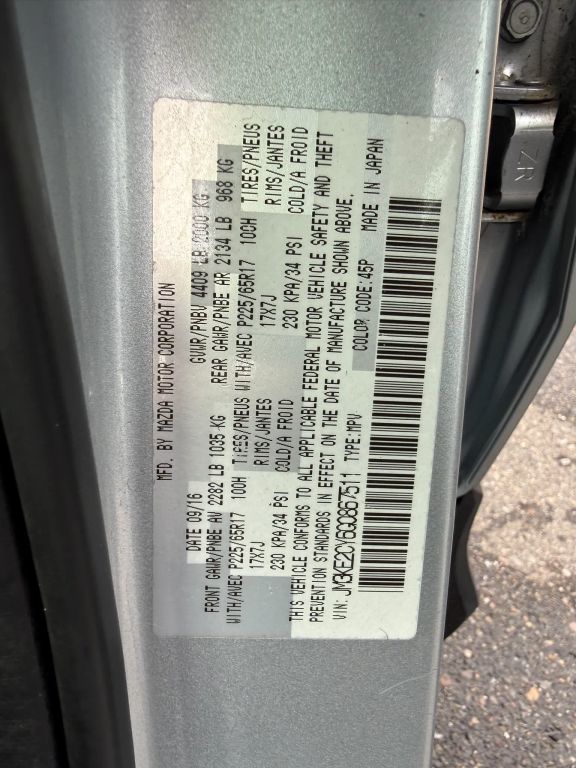 MFD. BY MAZDA MOTOR CORPORATION
DATE 09/16 GVWR/PNBV 4409 LB 2000 KG
FRONT GAWR/PNBE AV 2282 LB 1035 KG REAR GAWR/PNBE AR 2134 LB 968 KG
WITH/AVEC P225/65R17 100H TIRES/PNEUS WITH/AVEC P225/65R17 100H TIRES/PNEUS
17X7J RIMS/JANTES 17X7J RIMS/JANTES
230 KPA/34 PSI COLD/A FROID 230 KPA/34 PSI COLD/A FROID
THIS VEHICLE CONFORMS TO ALL APPLICABLE FEDERAL MOTOR VEHICLE SAFETY AND THEFT
PREVENTION STANDARDS IN EFFECT ON THE DATE OF MANUFACTURE SHOWN ABOVE.
VIN: JM3KE2CY6G0867511 TYPE:MPV COLOR CODE:45P MADE IN JAPAN
ZR